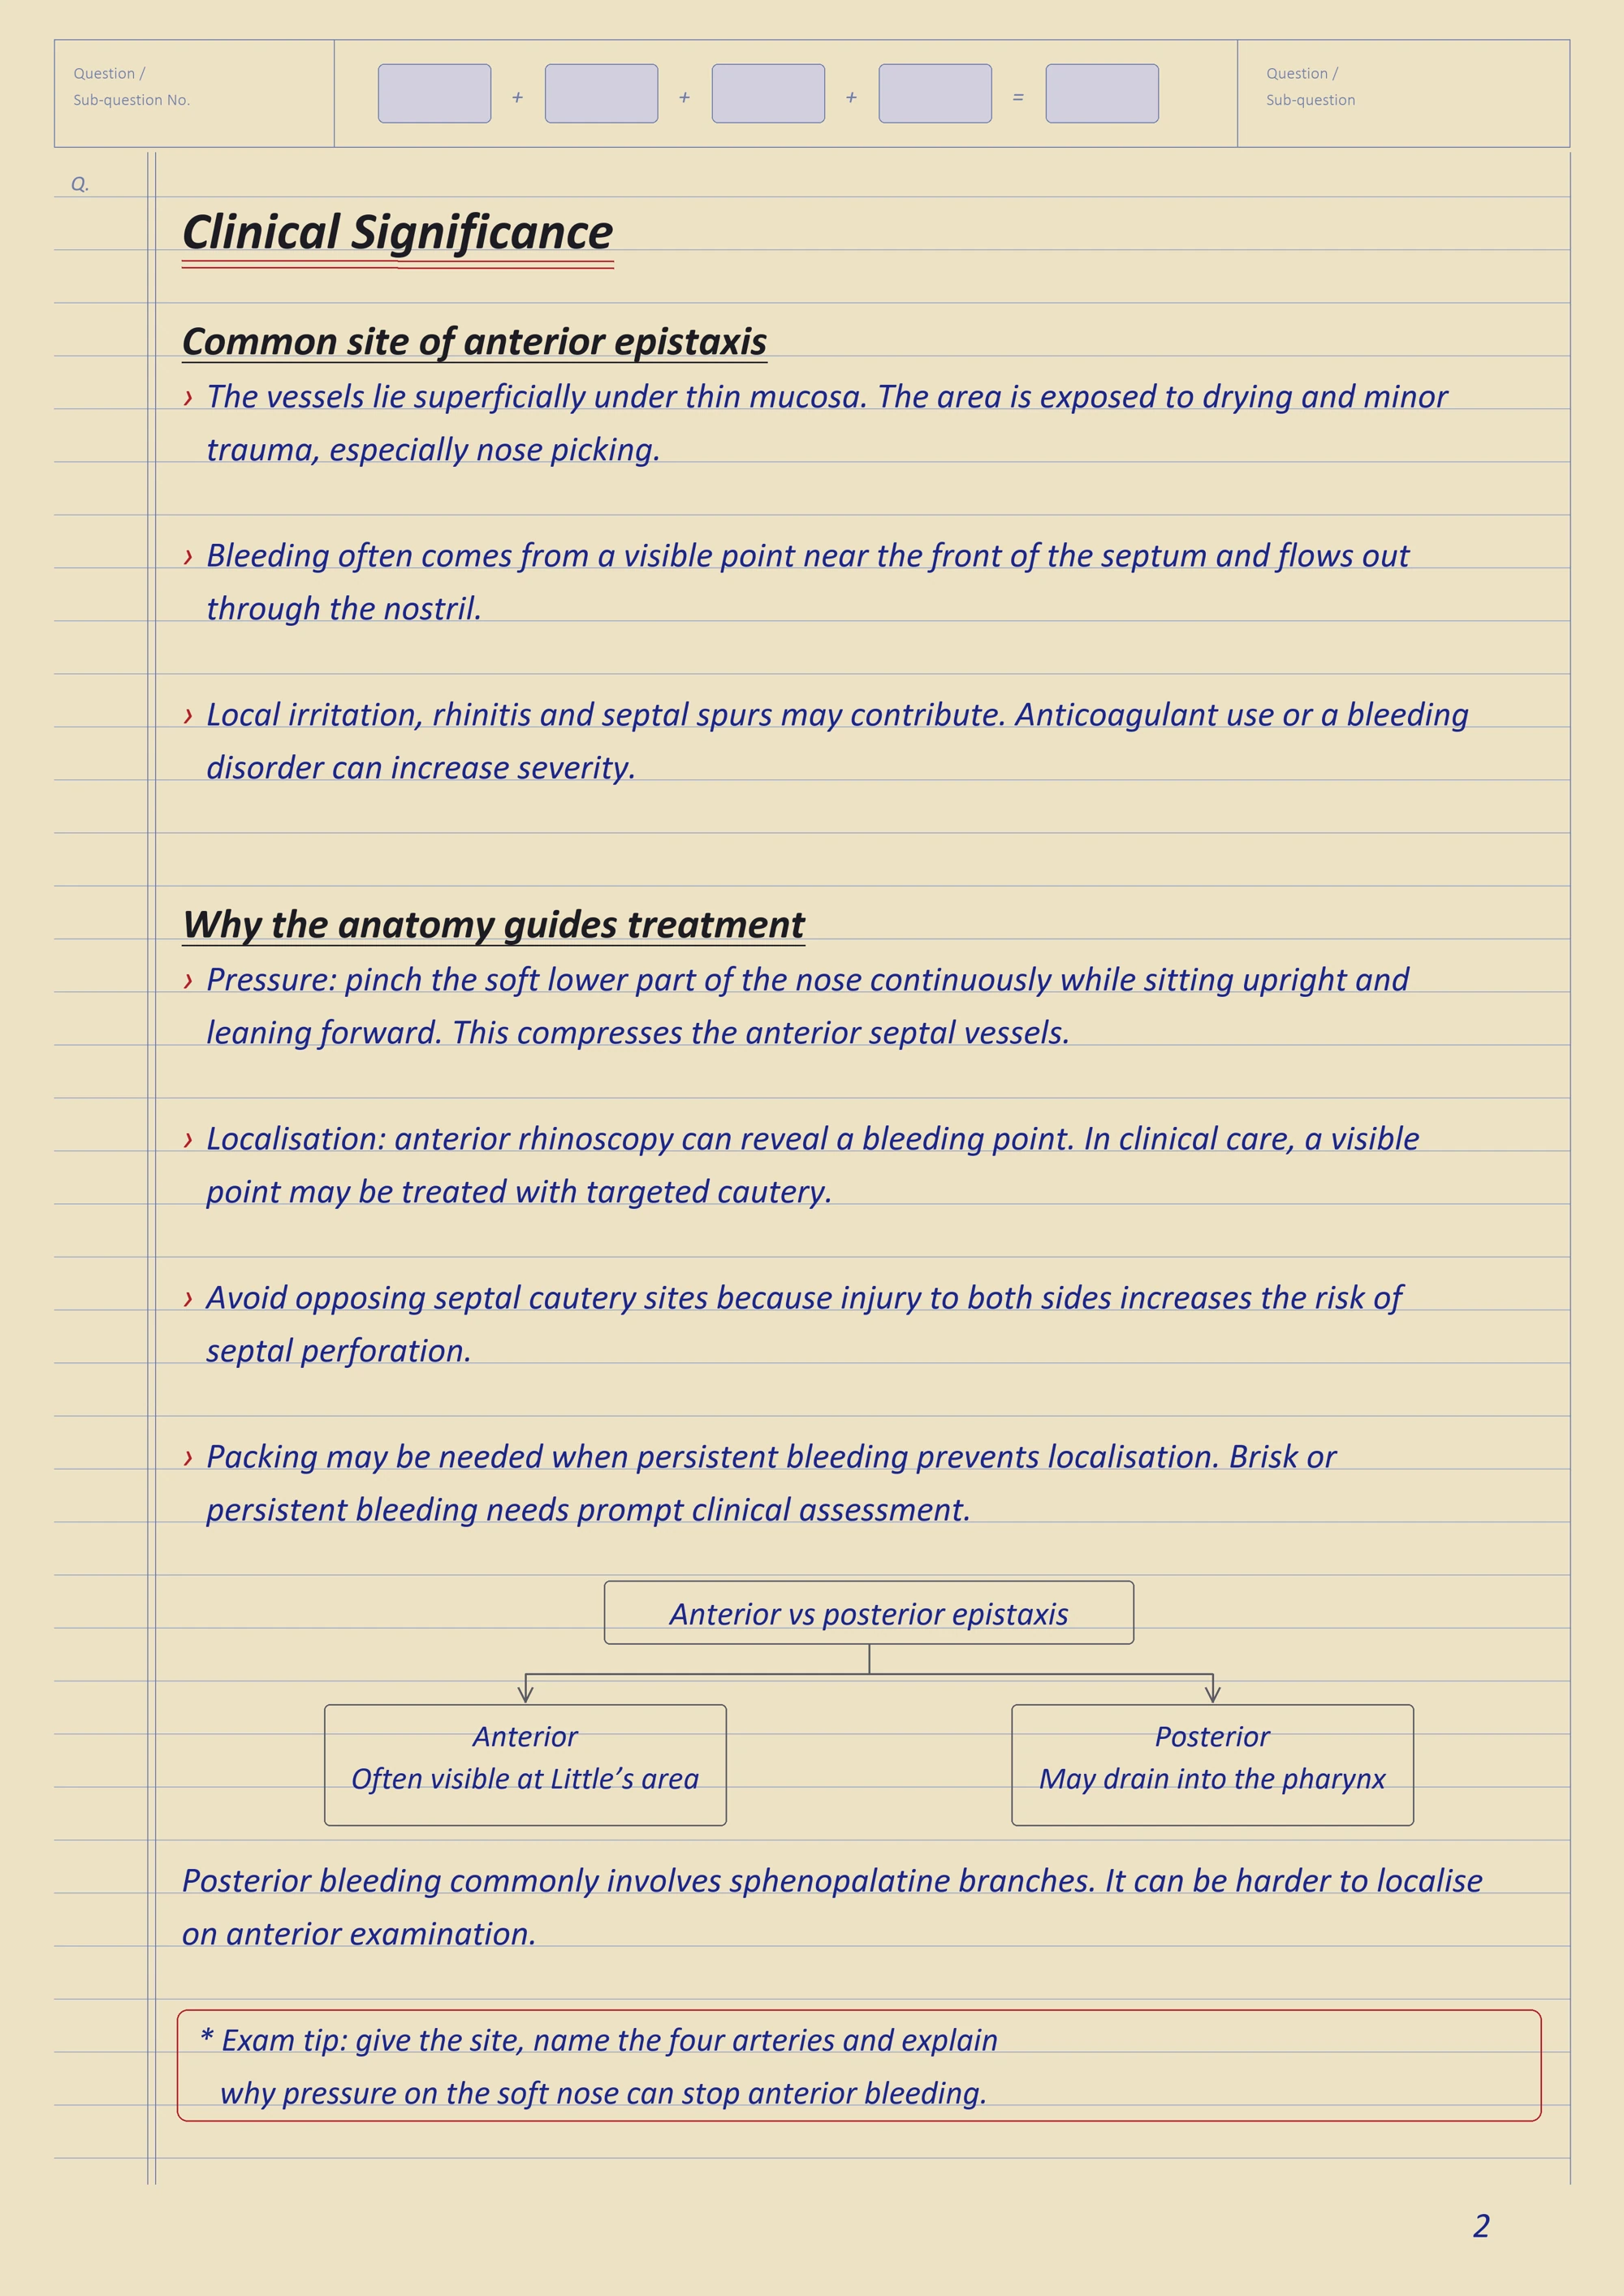 Question /
Sub-question No.
+ + + =
Question /
Sub-question
Q.
Clinical Significance
Common site of anterior epistaxis
› The vessels lie superficially under thin mucosa. The area is exposed to drying and minor
trauma, especially nose picking.
› Bleeding often comes from a visible point near the front of the septum and flows out
through the nostril.
› Local irritation, rhinitis and septal spurs may contribute. Anticoagulant use or a bleeding
disorder can increase severity.
Why the anatomy guides treatment
› Pressure: pinch the soft lower part of the nose continuously while sitting upright and
leaning forward. This compresses the anterior septal vessels.
› Localisation: anterior rhinoscopy can reveal a bleeding point. In clinical care, a visible
point may be treated with targeted cautery.
› Avoid opposing septal cautery sites because injury to both sides increases the risk of
septal perforation.
› Packing may be needed when persistent bleeding prevents localisation. Brisk or
persistent bleeding needs prompt clinical assessment.
Anterior vs posterior epistaxis
Anterior
Often visible at Little’s area
Posterior
May drain into the pharynx
Posterior bleeding commonly involves sphenopalatine branches. It can be harder to localise
on anterior examination.
* Exam tip: give the site, name the four arteries and explain
why pressure on the soft nose can stop anterior bleeding.
2